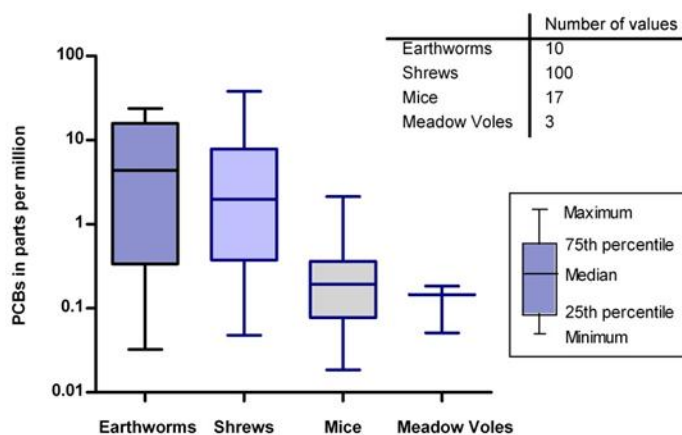 Number of values
Earthworms 10
Shrews 100
Mice 17
Meadow Voles 3
PCBs in parts per million
100
10
1
0.1
0.01
Earthworms Shrews Mice Meadow Voles
Maximum
75th percentile
Median
25th percentile
Minimum